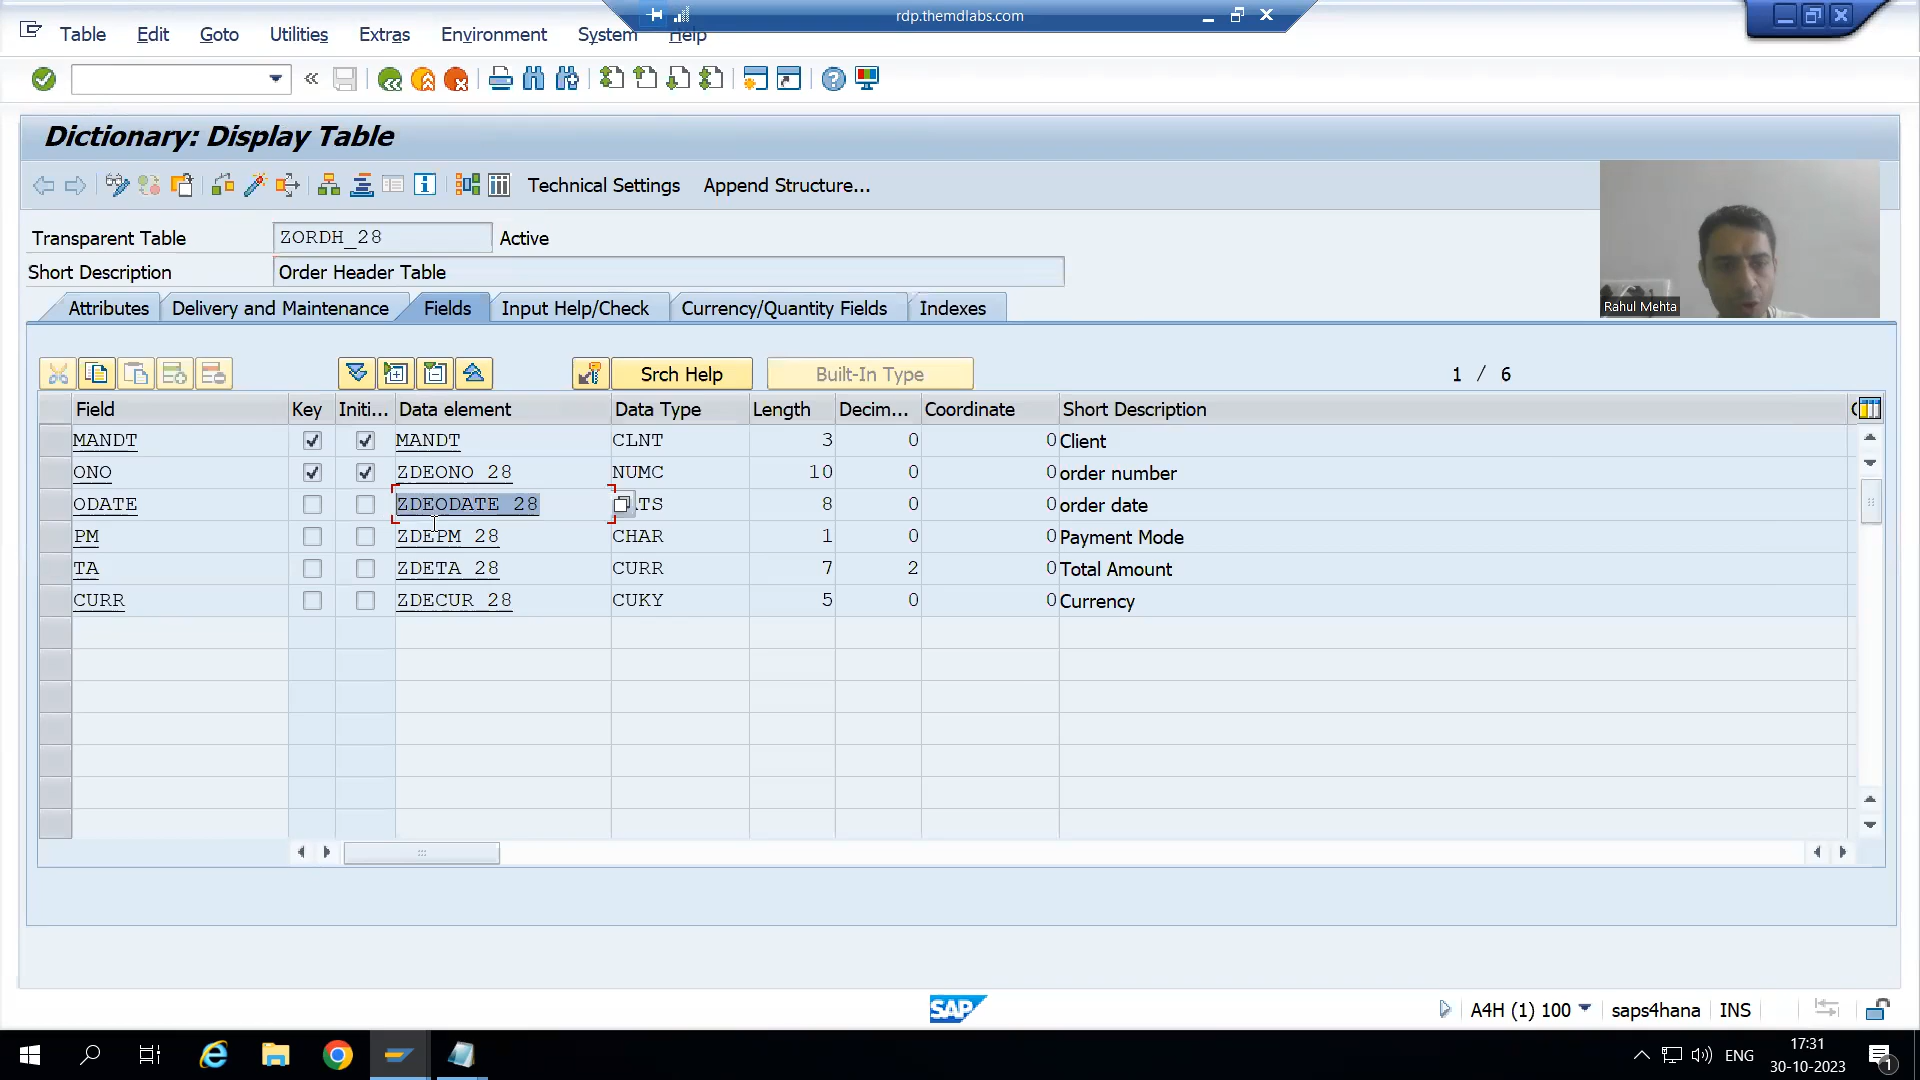 rdp.themdlabs.com
Table Edit Goto Utilities Extras Environment System Help
Dictionary: Display Table
Technical Settings Append Structure...
Transparent Table ZORDH_28 Active
Short Description Order Header Table
Rahul Mehta
Attributes Delivery and Maintenance Fields Input Help/Check Currency/Quantity Fields Indexes
Srch Help Built-In Type 1 / 6
Field Key Initi... Data element Data Type Length Decim... Coordinate Short Description
MANDT MANDT CLNT 3 0 0 Client
ONO ZDEONO_28 NUMC 10 0 0 order number
ODATE ZDEODATE_28 ATS 8 0 0 order date
PM ZDEPM_28 CHAR 1 0 0 Payment Mode
TA ZDETA_28 CURR 7 2 0 Total Amount
CURR ZDECUR_28 CUKY 5 0 0 Currency
SAP A4H (1) 100 saps4hana INS
ENG 17:31
30-10-2023 1